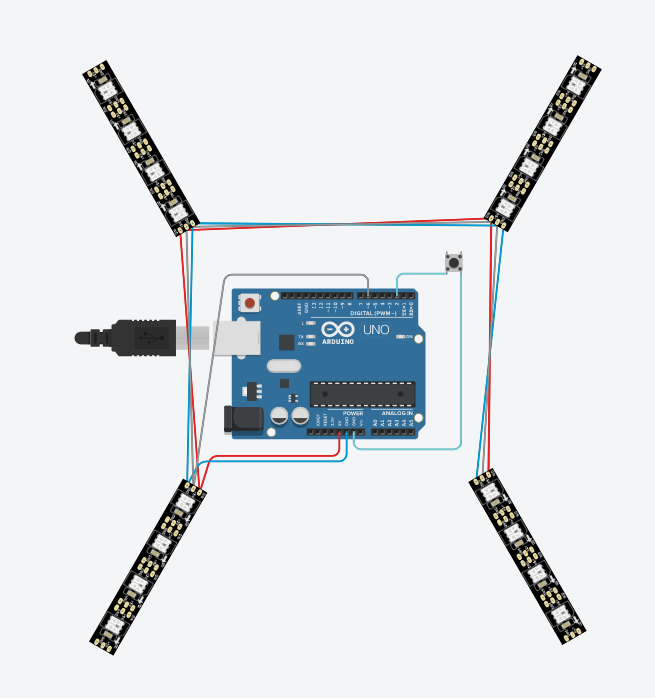 AREF
GND
13
12
~11
~10
~9
8
7
~6
~5
4
~3
2
TX→1
RX←0
DIGITAL (PWM~)
L
TX
RX
UNO
ON
ARDUINO
POWER
ANALOG IN
IOREF
RESET
3.3V
5V
GND
GND
VIN
A0
A1
A2
A3
A4
A5